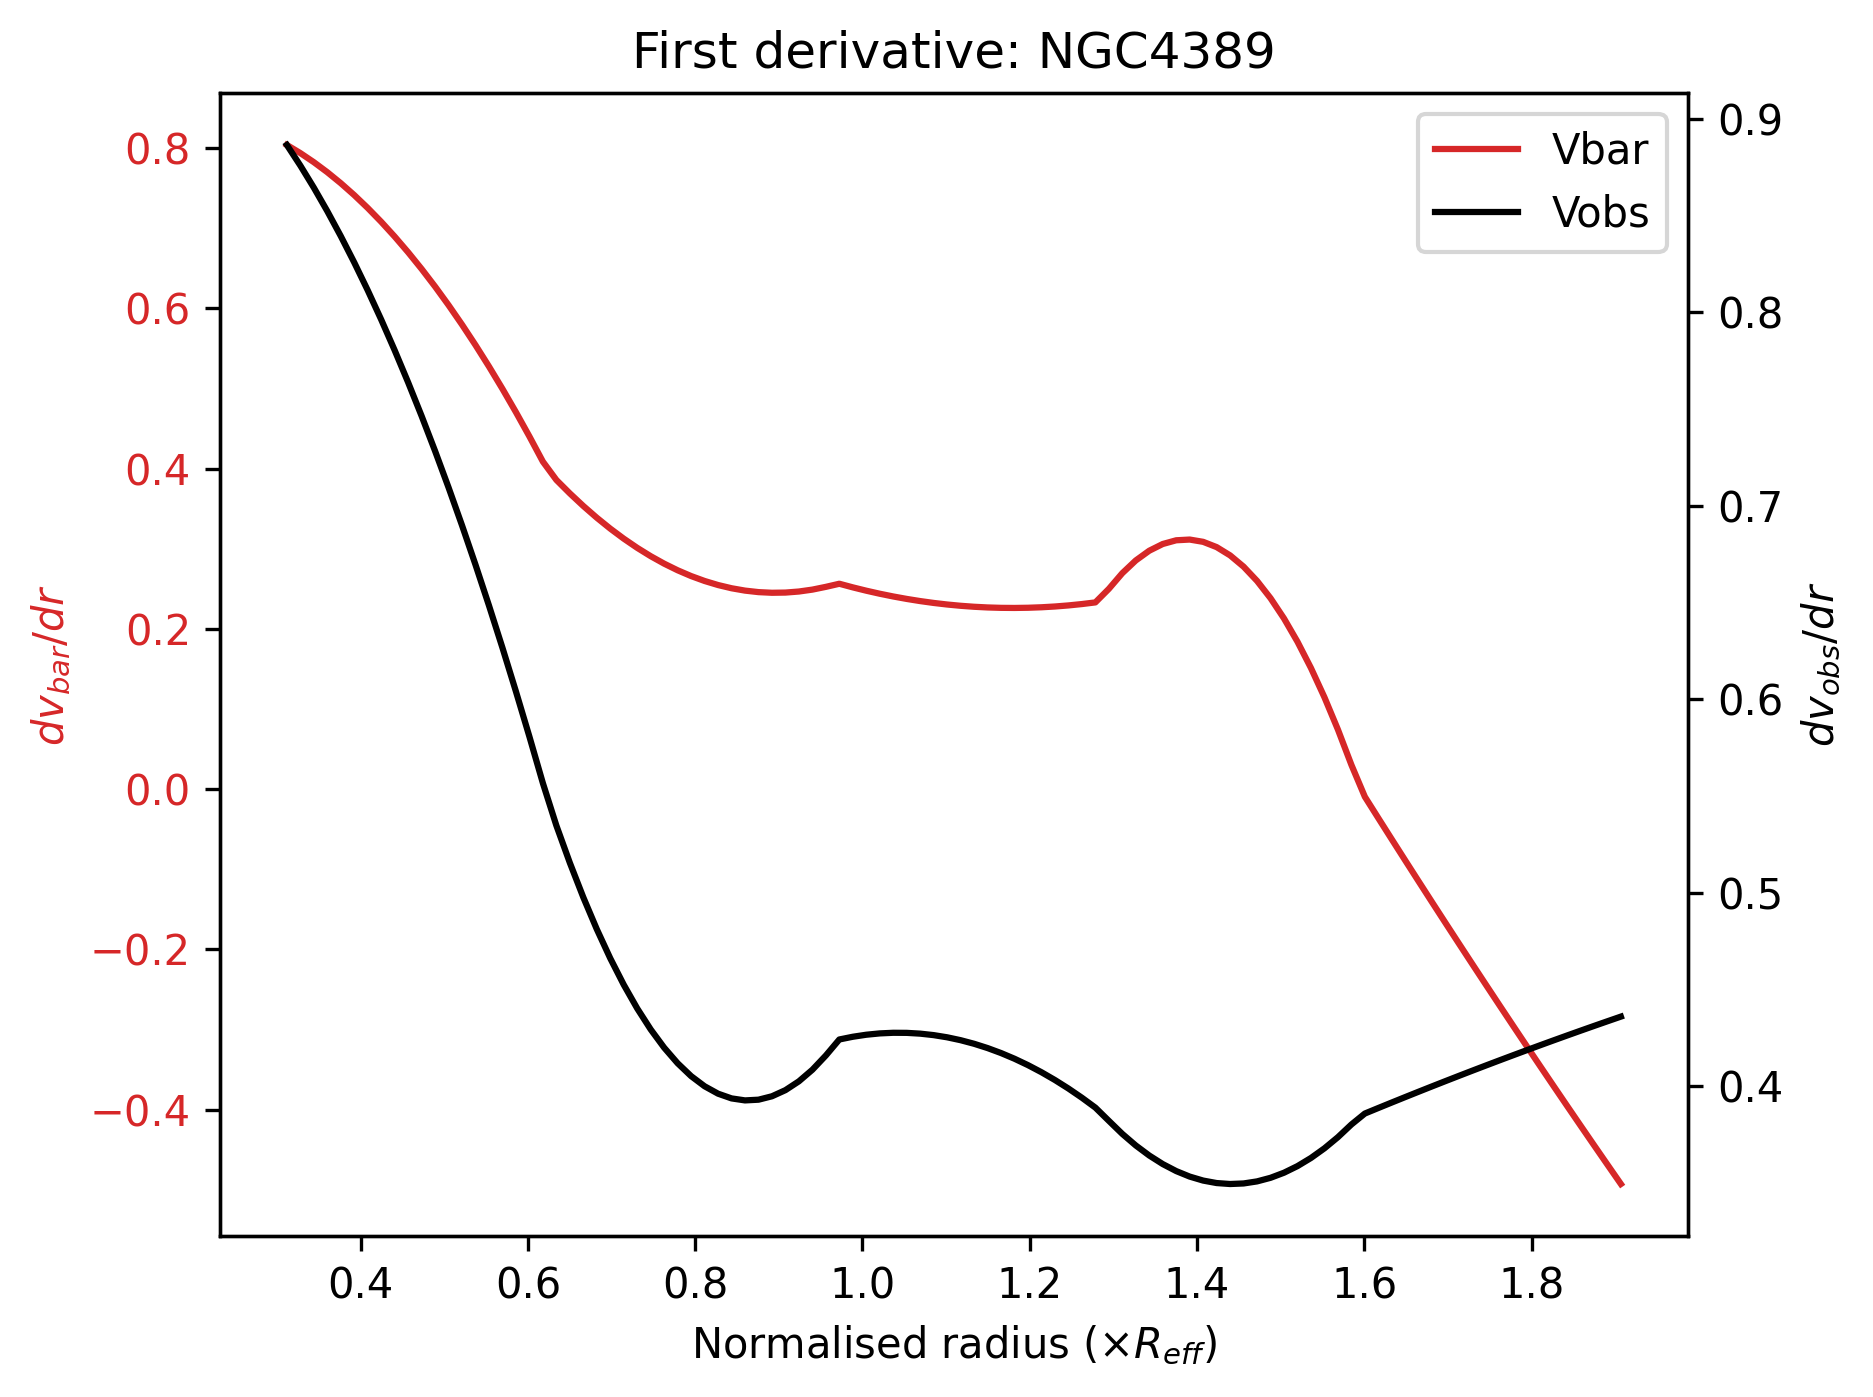 First derivative: NGC4389
Vbar
Vobs
0.8
0.6
0.4
0.2
0.0
−0.2
−0.4
dv_bar/dr
0.9
0.8
0.7
0.6
0.5
0.4
dv_obs/dr
0.4 0.6 0.8 1.0 1.2 1.4 1.6 1.8
Normalised radius (×R_eff)